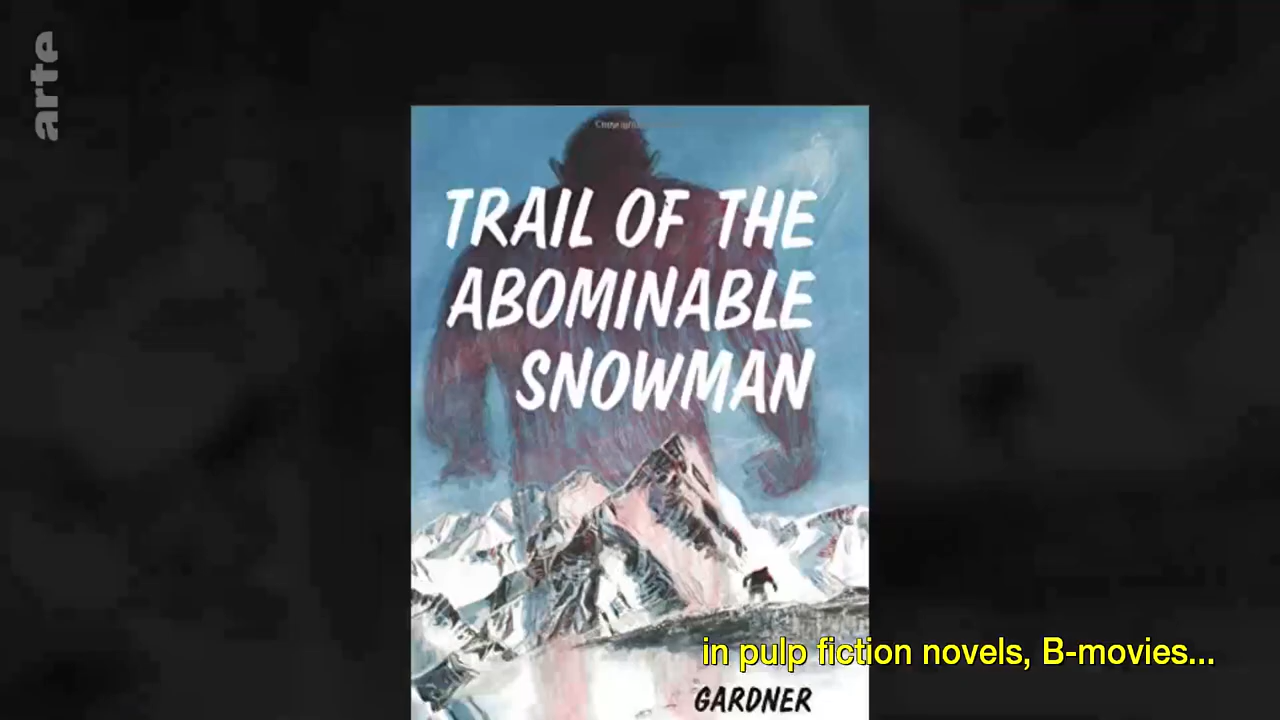 arte
TRAIL OF THE
ABOMINABLE
SNOWMAN
in pulp fiction novels, B-movies...
GARDNER